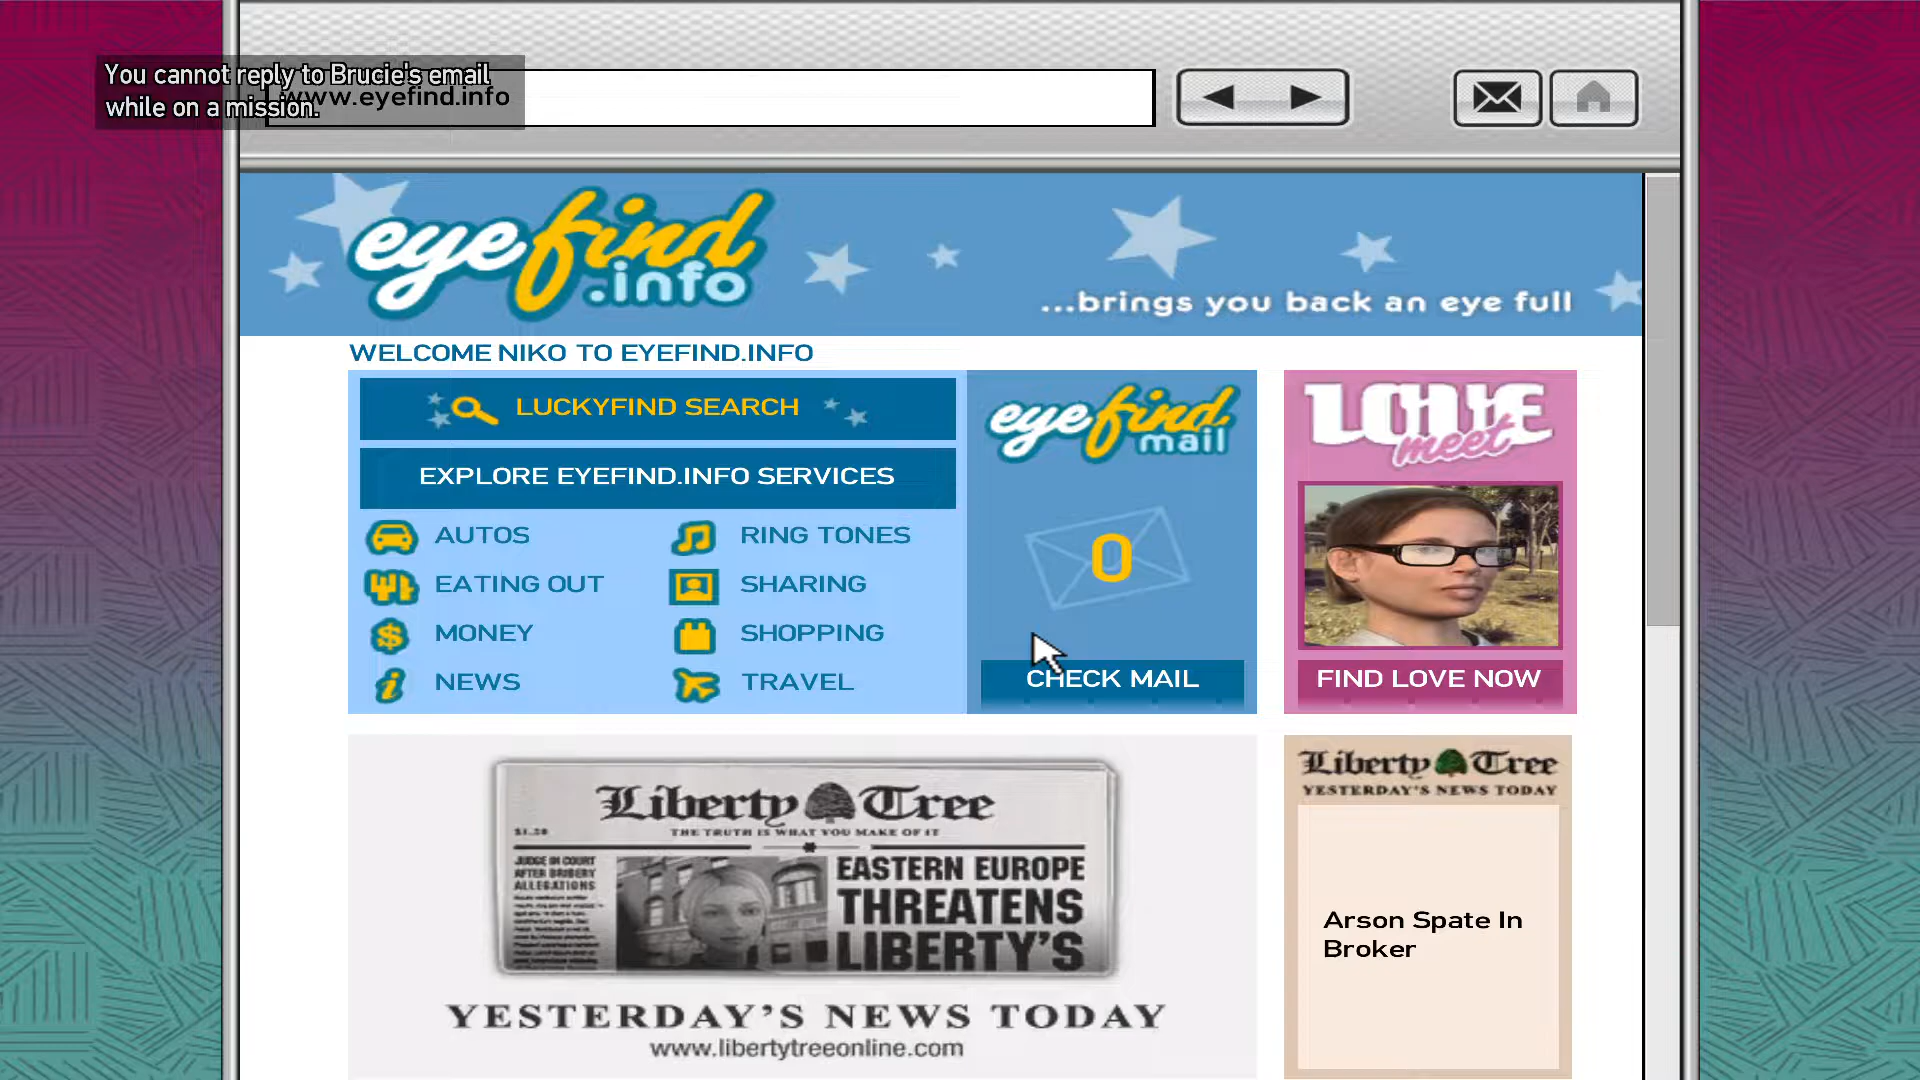 You cannot reply to Brucie's email
while on a mission.
www.eyefind.info
eyefind
.info
...brings you back an eye full
WELCOME NIKO TO EYEFIND.INFO
LUCKYFIND SEARCH
EXPLORE EYEFIND.INFO SERVICES
AUTOS
RING TONES
EATING OUT
SHARING
MONEY
SHOPPING
NEWS
TRAVEL
eyefind
mail
0
CHECK MAIL
LOVE
meet
FIND LOVE NOW
Liberty Tree
$1.20
THE TRUTH IS WHAT YOU MAKE OF IT
JUDGE IN COURT
AFTER BRIBERY
ALLEGATIONS
EASTERN EUROPE
THREATENS
LIBERTY'S
YESTERDAY'S NEWS TODAY
www.libertytreeonline.com
Liberty Tree
YESTERDAY'S NEWS TODAY
Arson Spate In
Broker